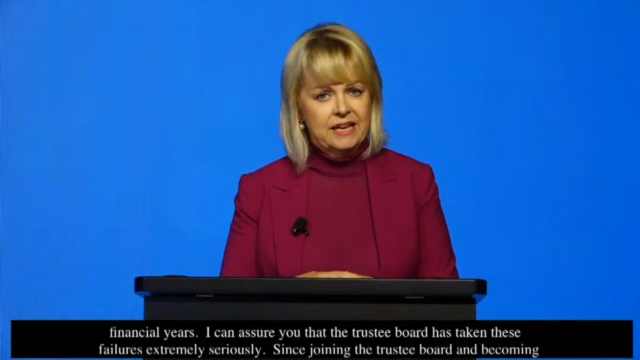 financial years.  I can assure you that the trustee board has taken these
failures extremely seriously.  Since joining the trustee board and becoming